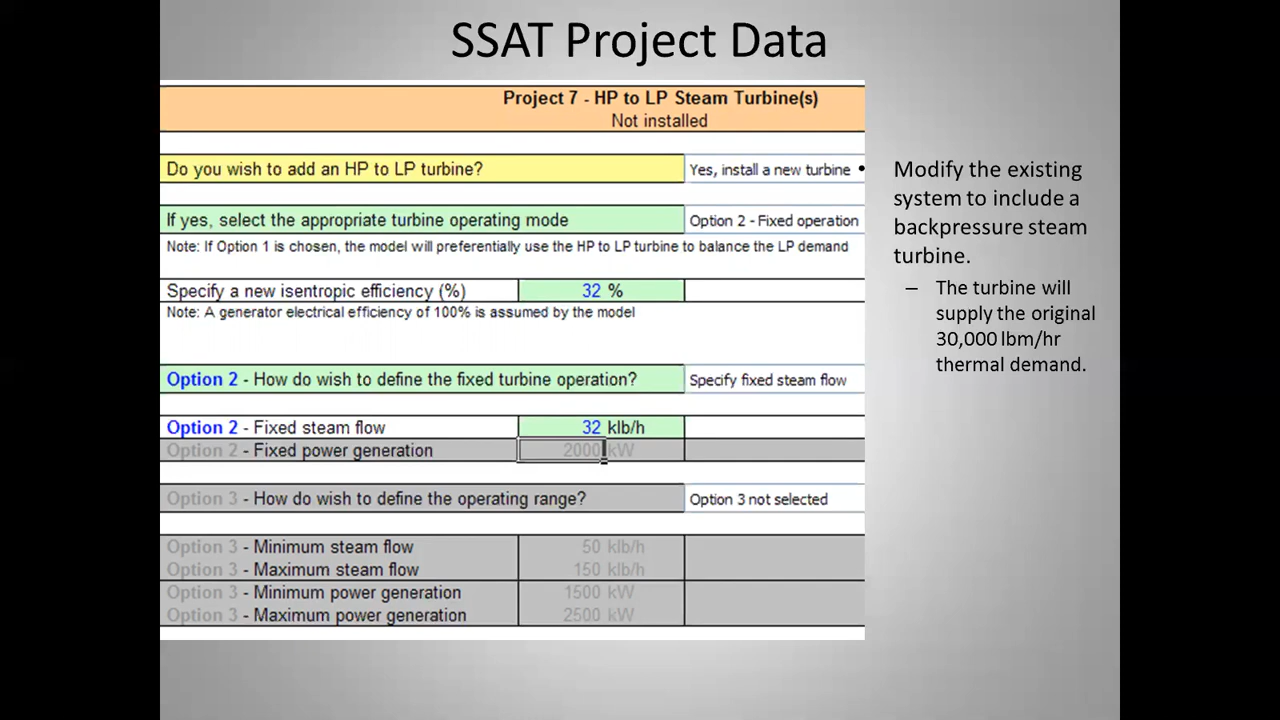 SSAT Project Data
Project 7 - HP to LP Steam Turbine(s)
Not installed
Do you wish to add an HP to LP turbine? Yes, install a new turbine
If yes, select the appropriate turbine operating mode Option 2 - Fixed operation
Note: If Option 1 is chosen, the model will preferentially use the HP to LP turbine to balance the LP demand
Specify a new isentropic efficiency (%) 32 %
Note: A generator electrical efficiency of 100% is assumed by the model
Option 2 - How do wish to define the fixed turbine operation? Specify fixed steam flow
Option 2 - Fixed steam flow 32 klb/h
Option 2 - Fixed power generation 2000 kW
Option 3 - How do wish to define the operating range? Option 3 not selected
Option 3 - Minimum steam flow 50 klb/h
Option 3 - Maximum steam flow 150 klb/h
Option 3 - Minimum power generation 1500 kW
Option 3 - Maximum power generation 2500 kW
• Modify the existing
system to include a
backpressure steam
turbine.
– The turbine will
supply the original
30,000 lbm/hr
thermal demand.